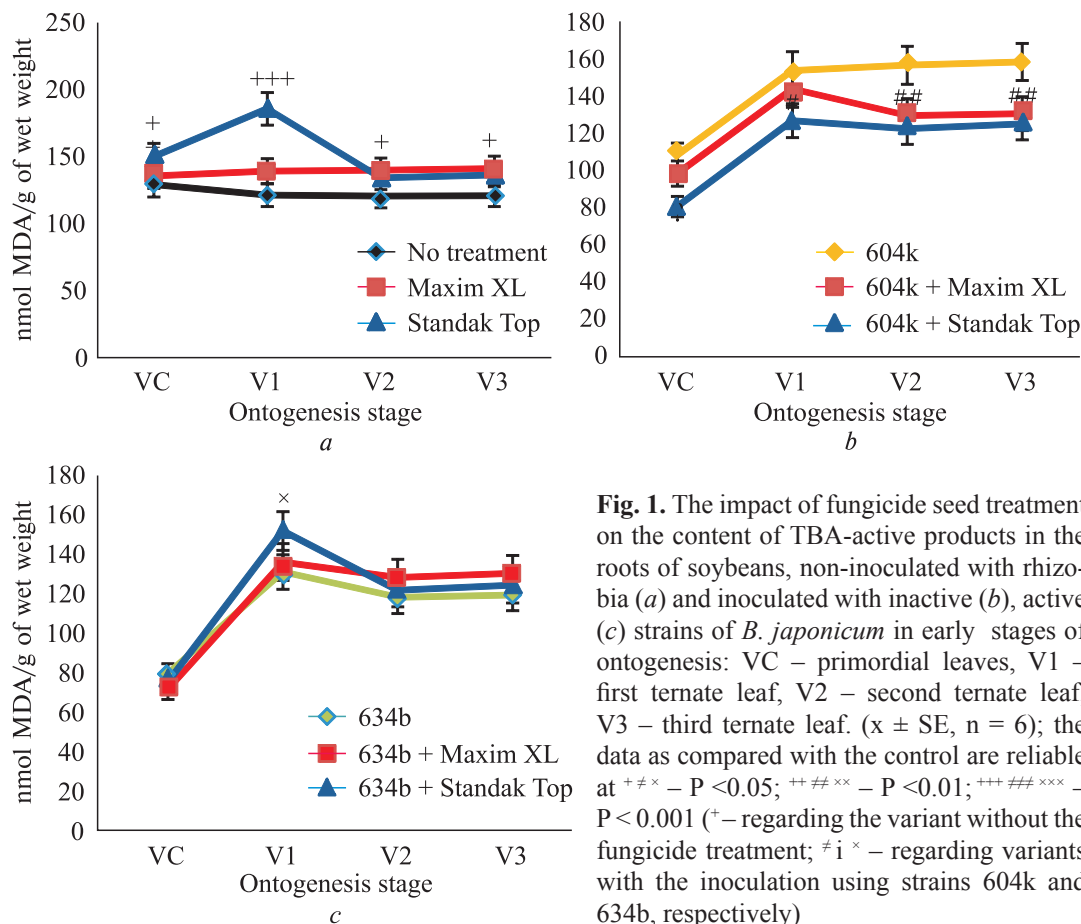 250
200
150
100
50
0
nmol MDA/g of wet weight
+
+
+++
+
+
No treatment
Maxim XL
Standak Top
VC V1 V2 V3
Ontogenesis stage
a
180
160
140
120
100
80
60
40
20
0
#
##
##
604k
604k + Maxim XL
604k + Standak Top
VC V1 V2 V3
Ontogenesis stage
b
180
160
140
120
100
80
60
40
20
0
nmol MDA/g of wet weight
×
634b
634b + Maxim XL
634b + Standak Top
VC V1 V2 V3
Ontogenesis stage
c
Fig. 1. The impact of fungicide seed treatment
on the content of TBA-active products in the
roots of soybeans, non-inoculated with rhizo-
bia (a) and inoculated with inactive (b), active
(c) strains of B. japonicum in early stages of
ontogenesis: VC – primordial leaves, V1 –
first ternate leaf, V2 – second ternate leaf
V3 – third ternate leaf. (x ± SE, n = 6); the
data as compared with the control are reliable
at + ≠ × – P <0.05; ++ ≠≠ ×× – P <0.01; +++ ≠≠≠ ××× –
P < 0.001 (+ – regarding the variant without the
fungicide treatment; ≠ i × – regarding variants
with the inoculation using strains 604k and
634b, respectively)